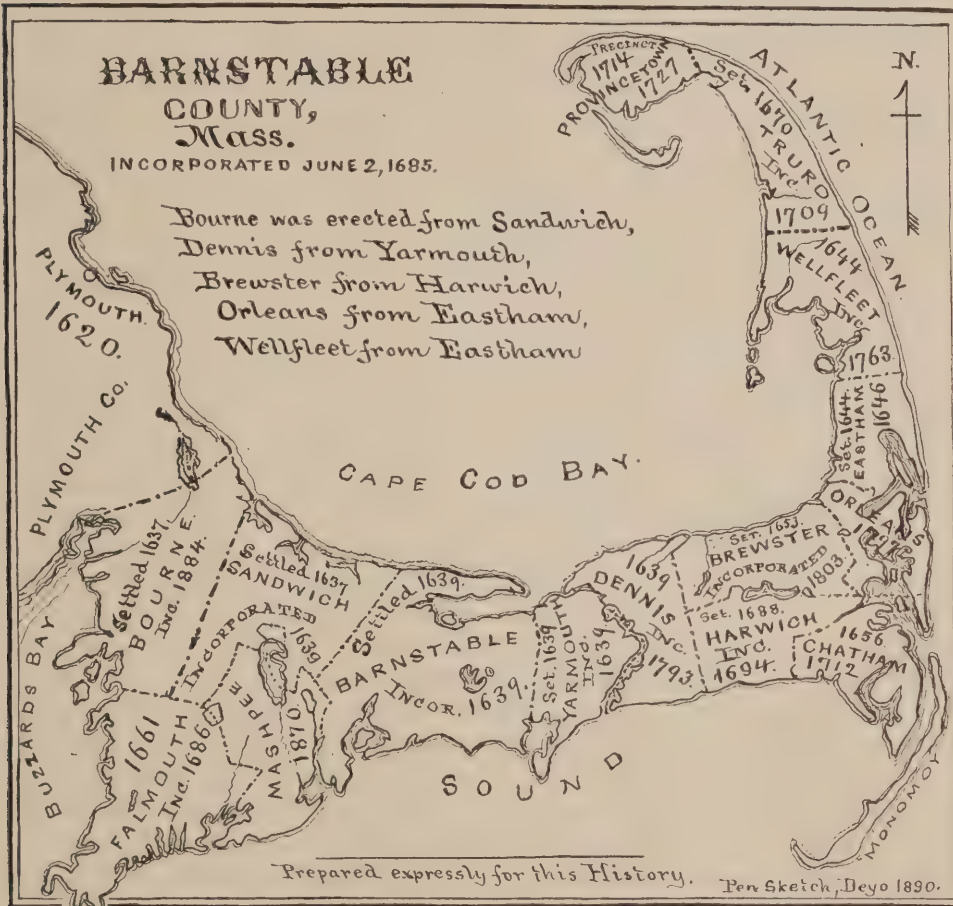 BARNSTABLE
COUNTY,
Mass.
INCORPORATED JUNE 2, 1685.
Bourne was erected from Sandwich,
Dennis from Yarmouth,
Brewster from Harwich,
Orleans from Eastham,
Wellfleet from Eastham
N.
ATLANTIC OCEAN.
PRECINCT
1714
PROVINCETOWN
1727
Set. 1670
TRURO
INC.
1709
1644
WELLFLEET
INC.
1763
Set. 1644.
EASTHAM
1646
ORLEANS
1797
PLYMOUTH.
1620.
PLYMOUTH CO.
CAPE COD BAY.
BUZZARDS BAY
Settled 1637
BOURNE.
Inc. 1884.
Settled 1637
SANDWICH
INCORPORATED
1639
Settled 1639.
BARNSTABLE
INCOR. 1639.
Set. 1639
YARMOUTH
INC.
1639
1639
DENNIS
INC.
1793
SET. 1653.
BREWSTER
INCORPORATED
1803.
Set. 1688.
HARWICH
INC.
1694.
1656
CHATHAM
1712
1661
FALMOUTH
Inc. 1686
MASHPEE
1870.
SOUND
MONOMOY
Prepared expressly for this History.
Pen Sketch, Deyo 1890.